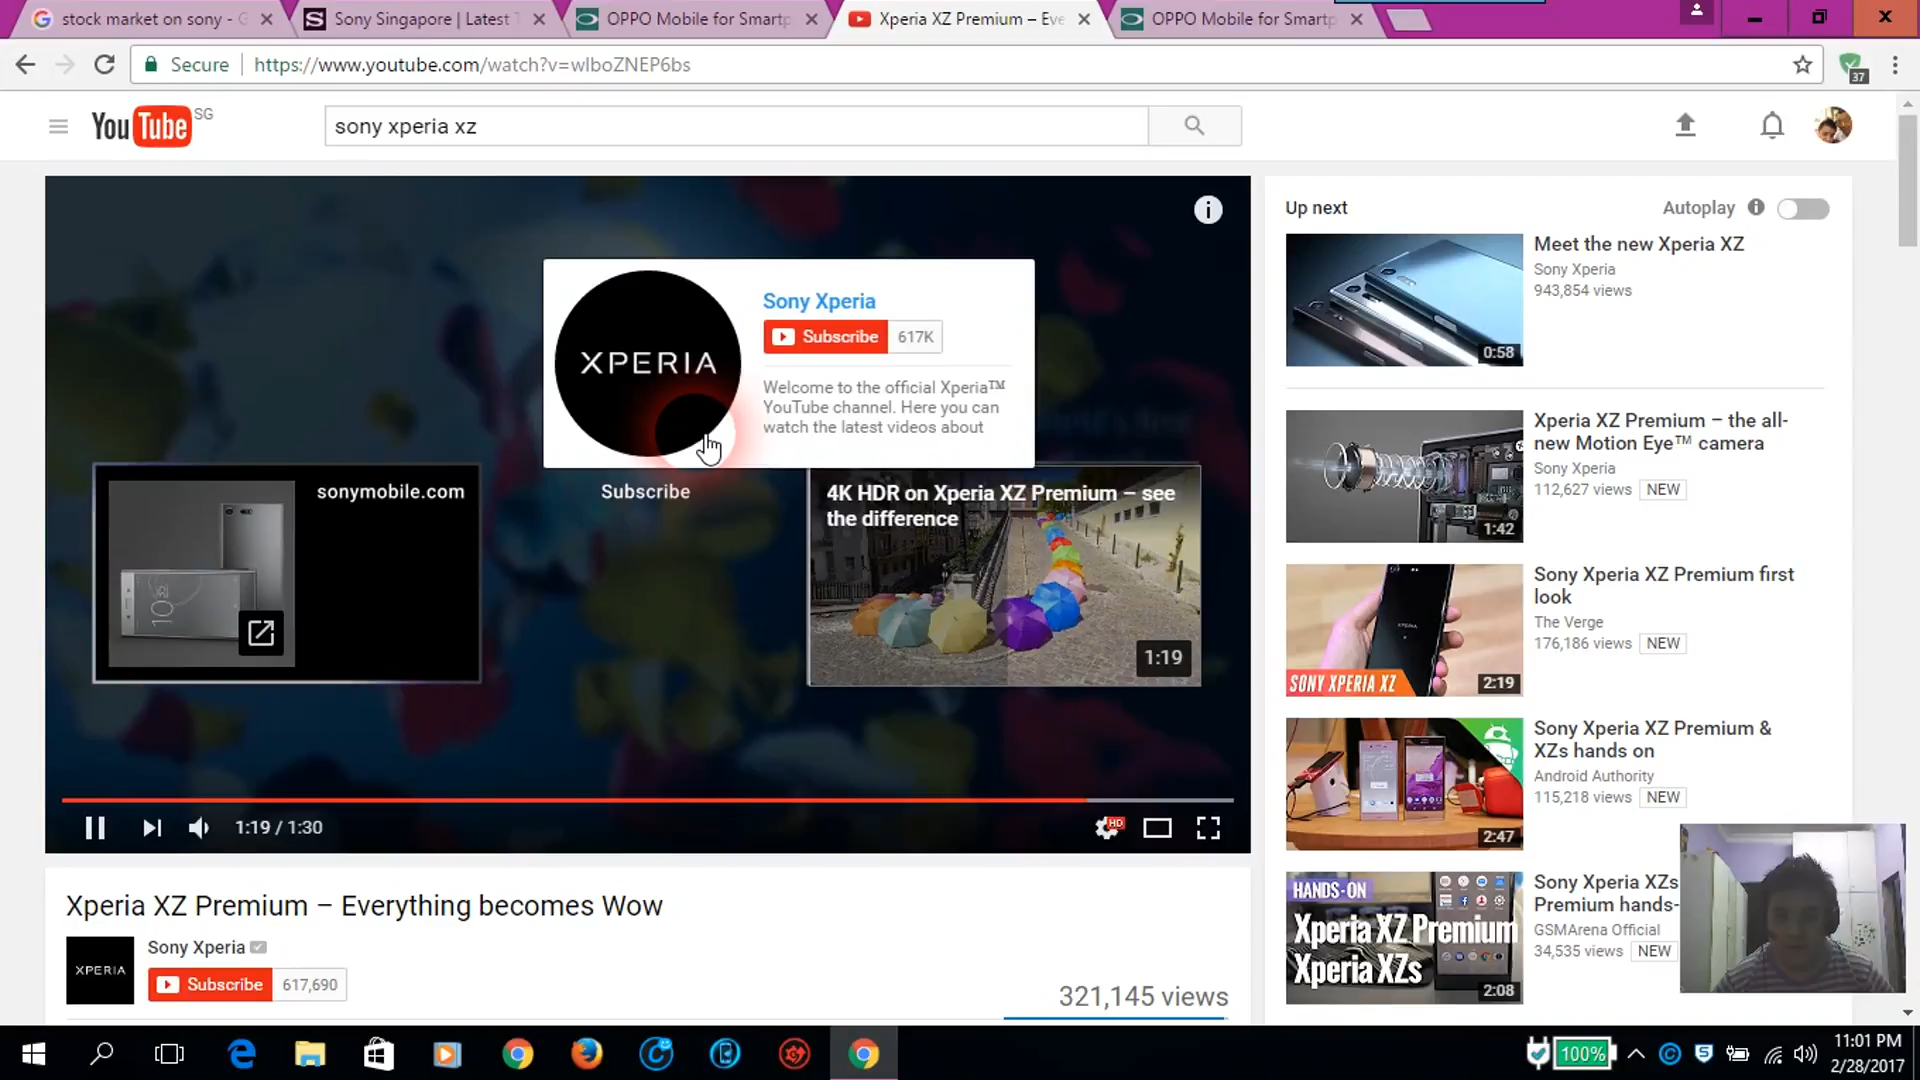 stock market on sony - G
Sony Singapore | Latest T
OPPO Mobile for Smartp
Xperia XZ Premium – Eve
OPPO Mobile for Smartp
Secure
https://www.youtube.com/watch?v=wIboZNEP6bs
37
YouTube SG
sony xperia xz
Sony Xperia
Subscribe 617K
XPERIA
Welcome to the official Xperia™
YouTube channel. Here you can
watch the latest videos about
sonymobile.com
Subscribe
4K HDR on Xperia XZ Premium – see
the difference
1:19
1:19 / 1:30
HD
Xperia XZ Premium – Everything becomes Wow
XPERIA
Sony Xperia
Subscribe 617,690
321,145 views
Up next
Autoplay
Meet the new Xperia XZ
Sony Xperia
943,854 views
0:58
Xperia XZ Premium – the all-
new Motion Eye™ camera
Sony Xperia
112,627 views NEW
1:42
Sony Xperia XZ Premium first
look
The Verge
176,186 views NEW
SONY XPERIA XZ
2:19
Sony Xperia XZ Premium &
XZs hands on
Android Authority
115,218 views NEW
2:47
Sony Xperia XZs
Premium hands-
GSMArena Official
34,535 views NEW
HANDS-ON
Xperia XZ Premium
Xperia XZs
2:08
100%
11:01 PM
2/28/2017